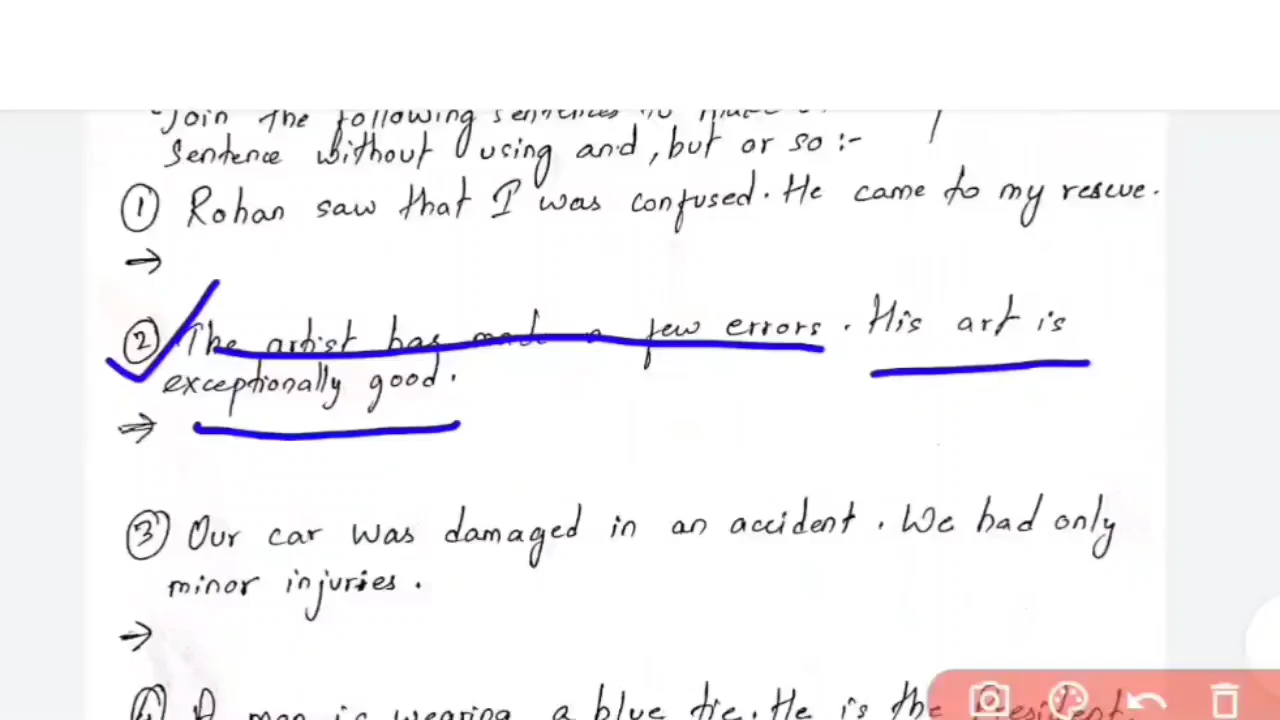 Join the following sentences to make a
Sentence without using and, but or so :-
① Rohan saw that I was confused. He came to my rescue.
→
② The artist has made a few errors. His art is
exceptionally good.
→
③ Our car was damaged in an accident. We had only
minor injuries.
→
④ A man is wearing a blue tie. He is the President.